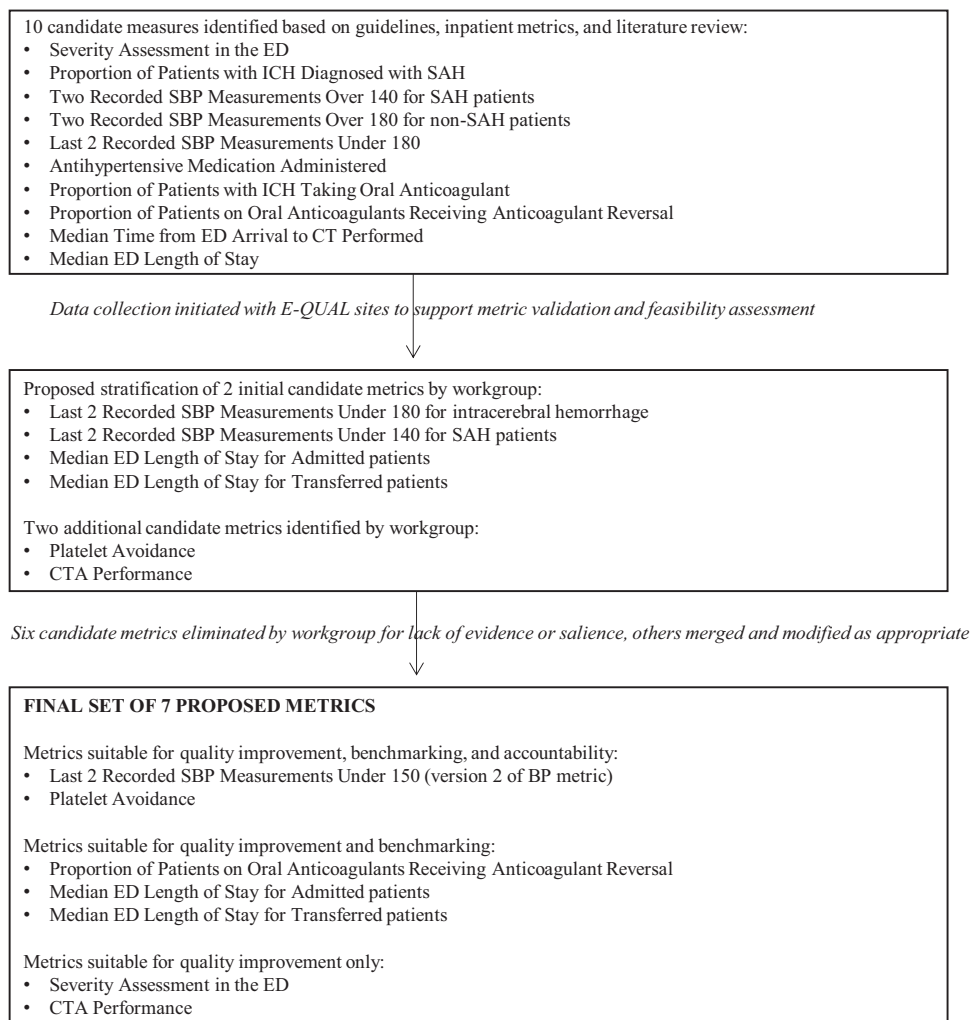 10 candidate measures identified based on guidelines, inpatient metrics, and literature review:
• Severity Assessment in the ED
• Proportion of Patients with ICH Diagnosed with SAH
• Two Recorded SBP Measurements Over 140 for SAH patients
• Two Recorded SBP Measurements Over 180 for non-SAH patients
• Last 2 Recorded SBP Measurements Under 180
• Antihypertensive Medication Administered
• Proportion of Patients with ICH Taking Oral Anticoagulant
• Proportion of Patients on Oral Anticoagulants Receiving Anticoagulant Reversal
• Median Time from ED Arrival to CT Performed
• Median ED Length of Stay
Data collection initiated with E-QUAL sites to support metric validation and feasibility assessment
Proposed stratification of 2 initial candidate metrics by workgroup:
• Last 2 Recorded SBP Measurements Under 180 for intracerebral hemorrhage
• Last 2 Recorded SBP Measurements Under 140 for SAH patients
• Median ED Length of Stay for Admitted patients
• Median ED Length of Stay for Transferred patients
Two additional candidate metrics identified by workgroup:
• Platelet Avoidance
• CTA Performance
Six candidate metrics eliminated by workgroup for lack of evidence or salience, others merged and modified as appropriate
FINAL SET OF 7 PROPOSED METRICS
Metrics suitable for quality improvement, benchmarking, and accountability:
• Last 2 Recorded SBP Measurements Under 150 (version 2 of BP metric)
• Platelet Avoidance
Metrics suitable for quality improvement and benchmarking:
• Proportion of Patients on Oral Anticoagulants Receiving Anticoagulant Reversal
• Median ED Length of Stay for Admitted patients
• Median ED Length of Stay for Transferred patients
Metrics suitable for quality improvement only:
• Severity Assessment in the ED
• CTA Performance